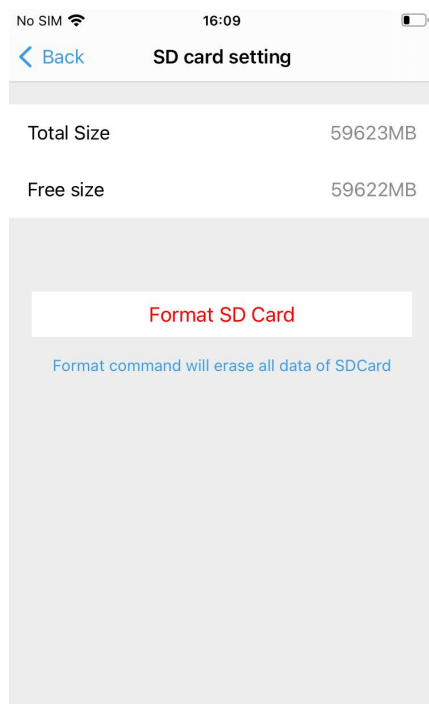 No SIM 16:09
Back SD card setting
Total Size 59623MB
Free size 59622MB
Format SD Card
Format command will erase all data of SDCard